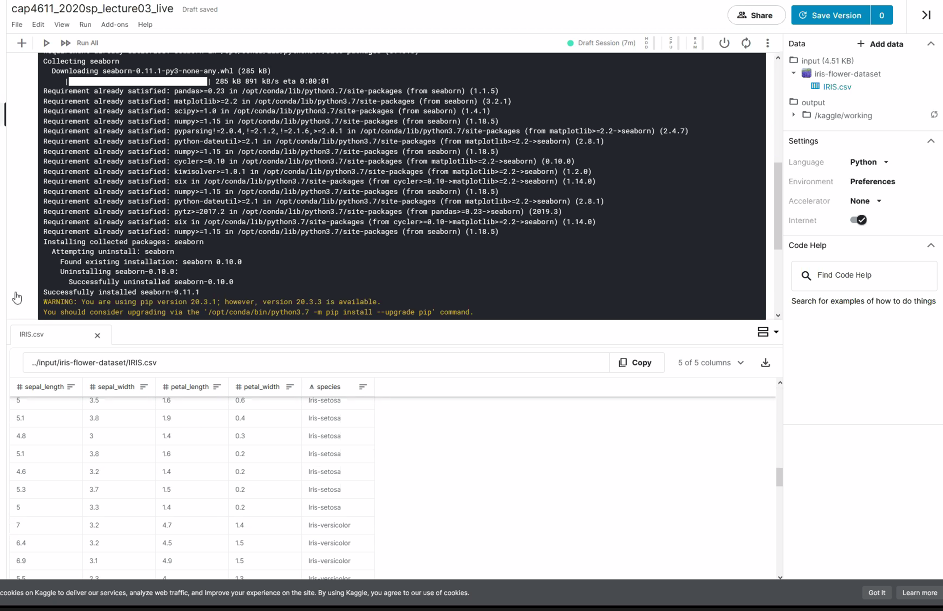 cap4611_2020sp_lecture03_live Draft saved
File Edit View Run Add-ons Help
Share
Save Version 0
Run All
Draft Session (7m)
Collecting seaborn
Downloading seaborn-0.11.1-py3-none-any.whl (285 kB)
| | 285 kB 891 kB/s eta 0:00:01
Requirement already satisfied: pandas>=0.23 in /opt/conda/lib/python3.7/site-packages (from seaborn) (1.1.5)
Requirement already satisfied: matplotlib>=2.2 in /opt/conda/lib/python3.7/site-packages (from seaborn) (3.2.1)
Requirement already satisfied: scipy>=1.0 in /opt/conda/lib/python3.7/site-packages (from seaborn) (1.4.1)
Requirement already satisfied: numpy>=1.15 in /opt/conda/lib/python3.7/site-packages (from seaborn) (1.18.5)
Requirement already satisfied: pyparsing!=2.0.4,!=2.1.2,!=2.1.6,>=2.0.1 in /opt/conda/lib/python3.7/site-packages (from matplotlib>=2.2->seaborn) (2.4.7)
Requirement already satisfied: python-dateutil>=2.1 in /opt/conda/lib/python3.7/site-packages (from matplotlib>=2.2->seaborn) (2.8.1)
Requirement already satisfied: numpy>=1.15 in /opt/conda/lib/python3.7/site-packages (from seaborn) (1.18.5)
Requirement already satisfied: cycler>=0.10 in /opt/conda/lib/python3.7/site-packages (from matplotlib>=2.2->seaborn) (0.10.0)
Requirement already satisfied: kiwisolver>=1.0.1 in /opt/conda/lib/python3.7/site-packages (from matplotlib>=2.2->seaborn) (1.2.0)
Requirement already satisfied: six in /opt/conda/lib/python3.7/site-packages (from cycler>=0.10->matplotlib>=2.2->seaborn) (1.14.0)
Requirement already satisfied: numpy>=1.15 in /opt/conda/lib/python3.7/site-packages (from seaborn) (1.18.5)
Requirement already satisfied: python-dateutil>=2.1 in /opt/conda/lib/python3.7/site-packages (from matplotlib>=2.2->seaborn) (2.8.1)
Requirement already satisfied: pytz>=2017.2 in /opt/conda/lib/python3.7/site-packages (from pandas>=0.23->seaborn) (2019.3)
Requirement already satisfied: six in /opt/conda/lib/python3.7/site-packages (from cycler>=0.10->matplotlib>=2.2->seaborn) (1.14.0)
Requirement already satisfied: numpy>=1.15 in /opt/conda/lib/python3.7/site-packages (from seaborn) (1.18.5)
Installing collected packages: seaborn
Attempting uninstall: seaborn
Found existing installation: seaborn 0.10.0
Uninstalling seaborn-0.10.0:
Successfully uninstalled seaborn-0.10.0
Successfully installed seaborn-0.11.1
WARNING: You are using pip version 20.3.1; however, version 20.3.3 is available.
You should consider upgrading via the '/opt/conda/bin/python3.7 -m pip install --upgrade pip' command.
IRIS.csv
../input/iris-flower-dataset/IRIS.csv
Copy
5 of 5 columns
# sepal_length # sepal_width # petal_length # petal_width A species
5 3.5 1.6 0.6 Iris-setosa
5.1 3.8 1.9 0.4 Iris-setosa
4.8 3 1.4 0.3 Iris-setosa
5.1 3.8 1.6 0.2 Iris-setosa
4.6 3.2 1.4 0.2 Iris-setosa
5.3 3.7 1.5 0.2 Iris-setosa
5 3.3 1.4 0.2 Iris-setosa
7 3.2 4.7 1.4 Iris-versicolor
6.4 3.2 4.5 1.5 Iris-versicolor
6.9 3.1 4.9 1.5 Iris-versicolor
5.5 2.3 4 1.3 Iris-versicolor
Data
+ Add data
input (4.51 KB)
iris-flower-dataset
IRIS.csv
output
/kaggle/working
Settings
Language Python
Environment Preferences
Accelerator None
Internet
Code Help
Find Code Help
Search for examples of how to do things
cookies on Kaggle to deliver our services, analyze web traffic, and improve your experience on the site. By using Kaggle, you agree to our use of cookies.
Got it
Learn more